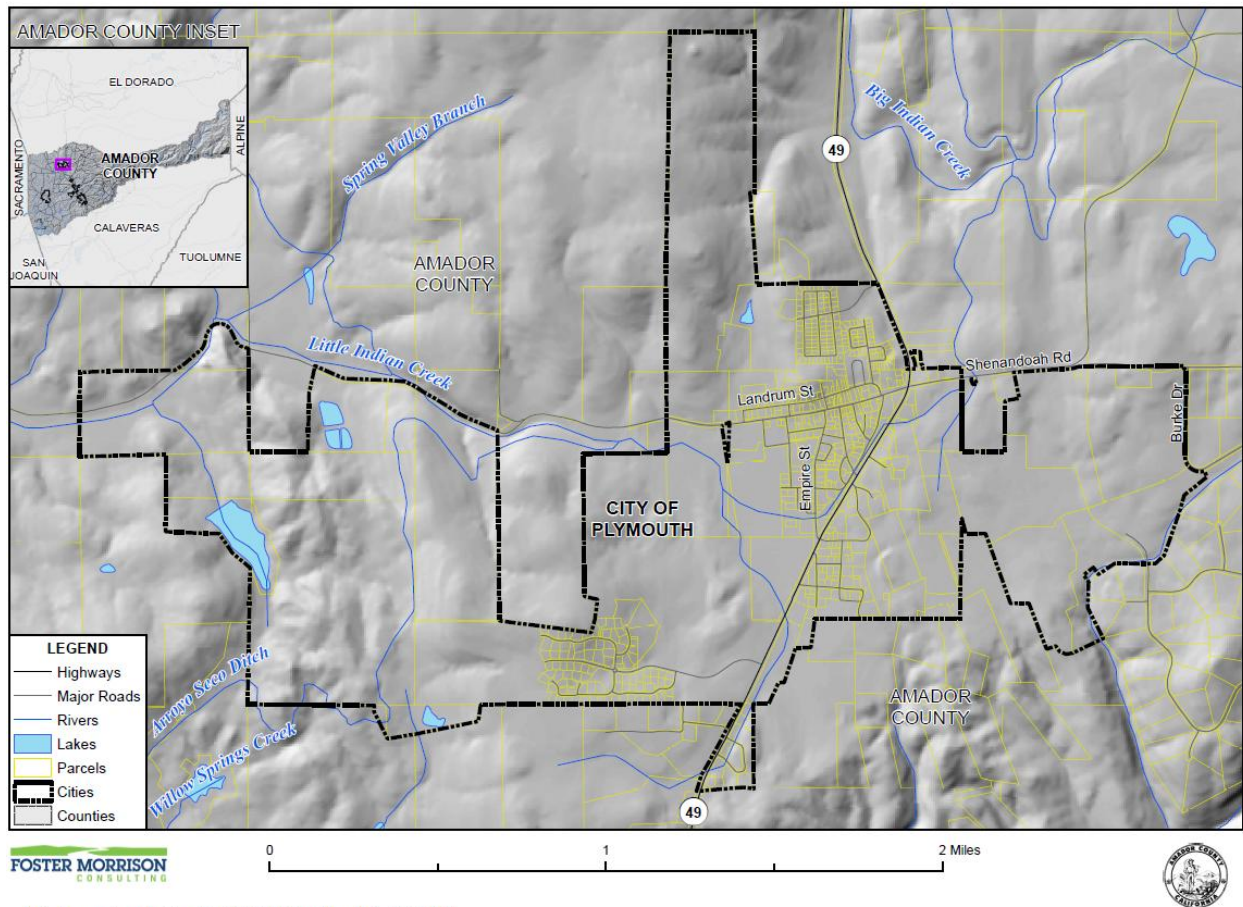 AMADOR COUNTY INSET
EL DORADO
ALPINE
SACRAMENTO
AMADOR
COUNTY
CALAVERAS
TUOLUMNE
SAN
JOAQUIN
Spring Valley Branch
Big Indian Creek
49
AMADOR
COUNTY
Little Indian Creek
Shenandoah Rd
Landrum St
Burke Dr
Empire St
CITY OF
PLYMOUTH
LEGEND
Highways
Major Roads
Rivers
Lakes
Parcels
Cities
Counties
Arroyo Seco Ditch
Willow Springs Creek
AMADOR
COUNTY
49
FOSTER MORRISON
CONSULTING
0
1
2 Miles
AMADOR COUNTY
CALIFORNIA